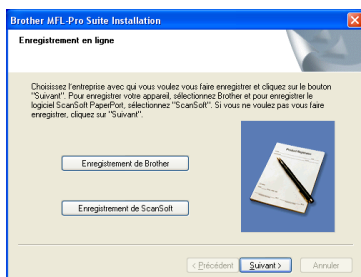 Brother MFL-Pro Suite Installation
Enregistrement en ligne
Choisissez l'entreprise avec qui vous voulez vous faire enregistrer et cliquez sur le bouton
"Suivant". Pour enregistrer votre appareil, sélectionnez Brother et pour enregistrer le
logiciel ScanSoft PaperPort, sélectionnez "ScanSoft". Si vous ne voulez pas vous faire
enregistrer, cliquez sur "Suivant".
Enregistrement de Brother
Enregistrement de ScanSoft
< Précédent Suivant > Annuler